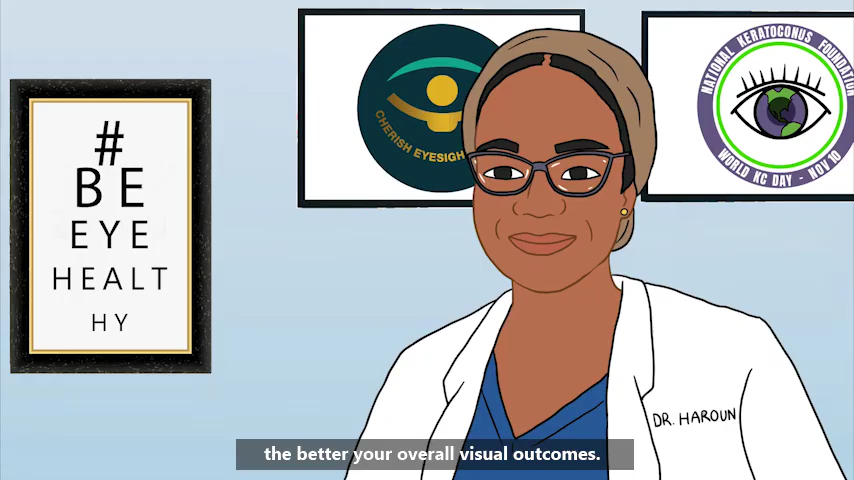 #
BE
EYE
HEALT
HY
CHERISH EYESIGH
NATIONAL KERATOCONUS FOUNDATION
WORLD KC DAY - NOV 10
DR. HAROUN
the better your overall visual outcomes.